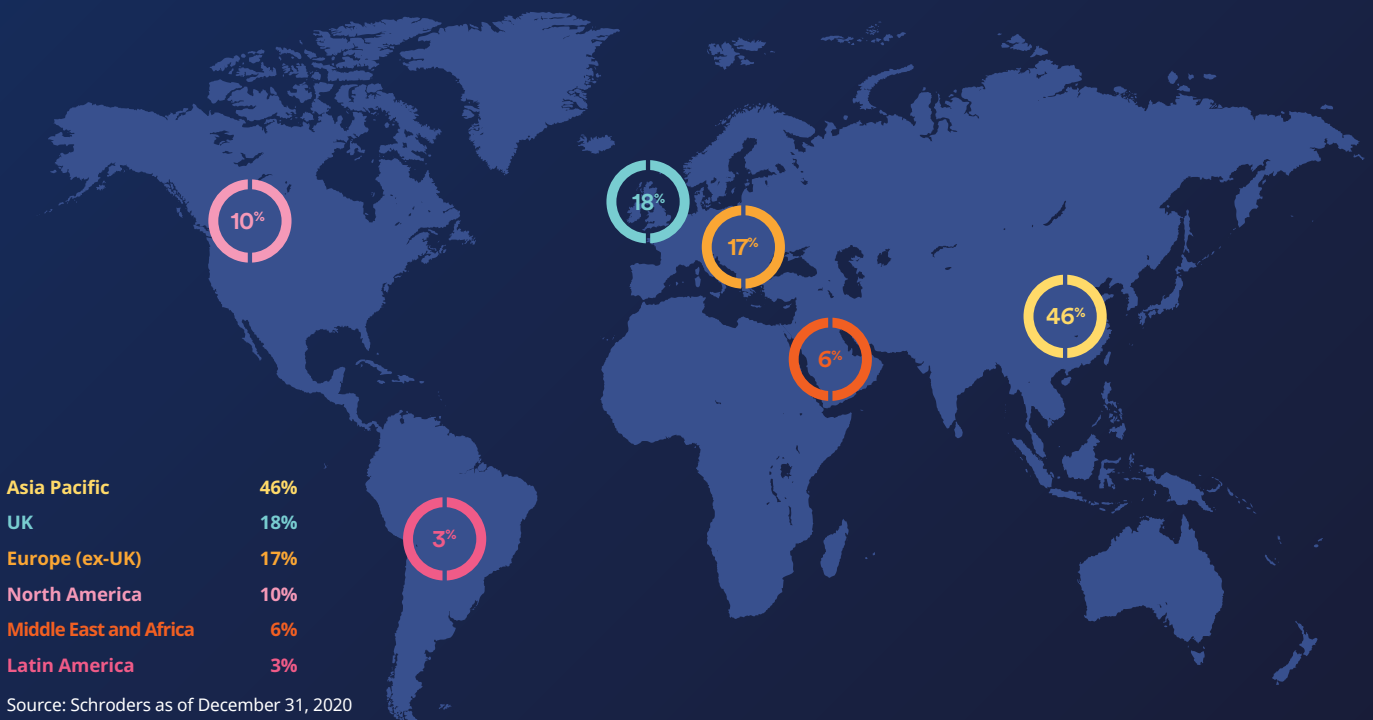 10%
18%
17%
46%
6%
3%
Asia Pacific 46%
UK 18%
Europe (ex-UK) 17%
North America 10%
Middle East and Africa 6%
Latin America 3%
Source: Schroders as of December 31, 2020